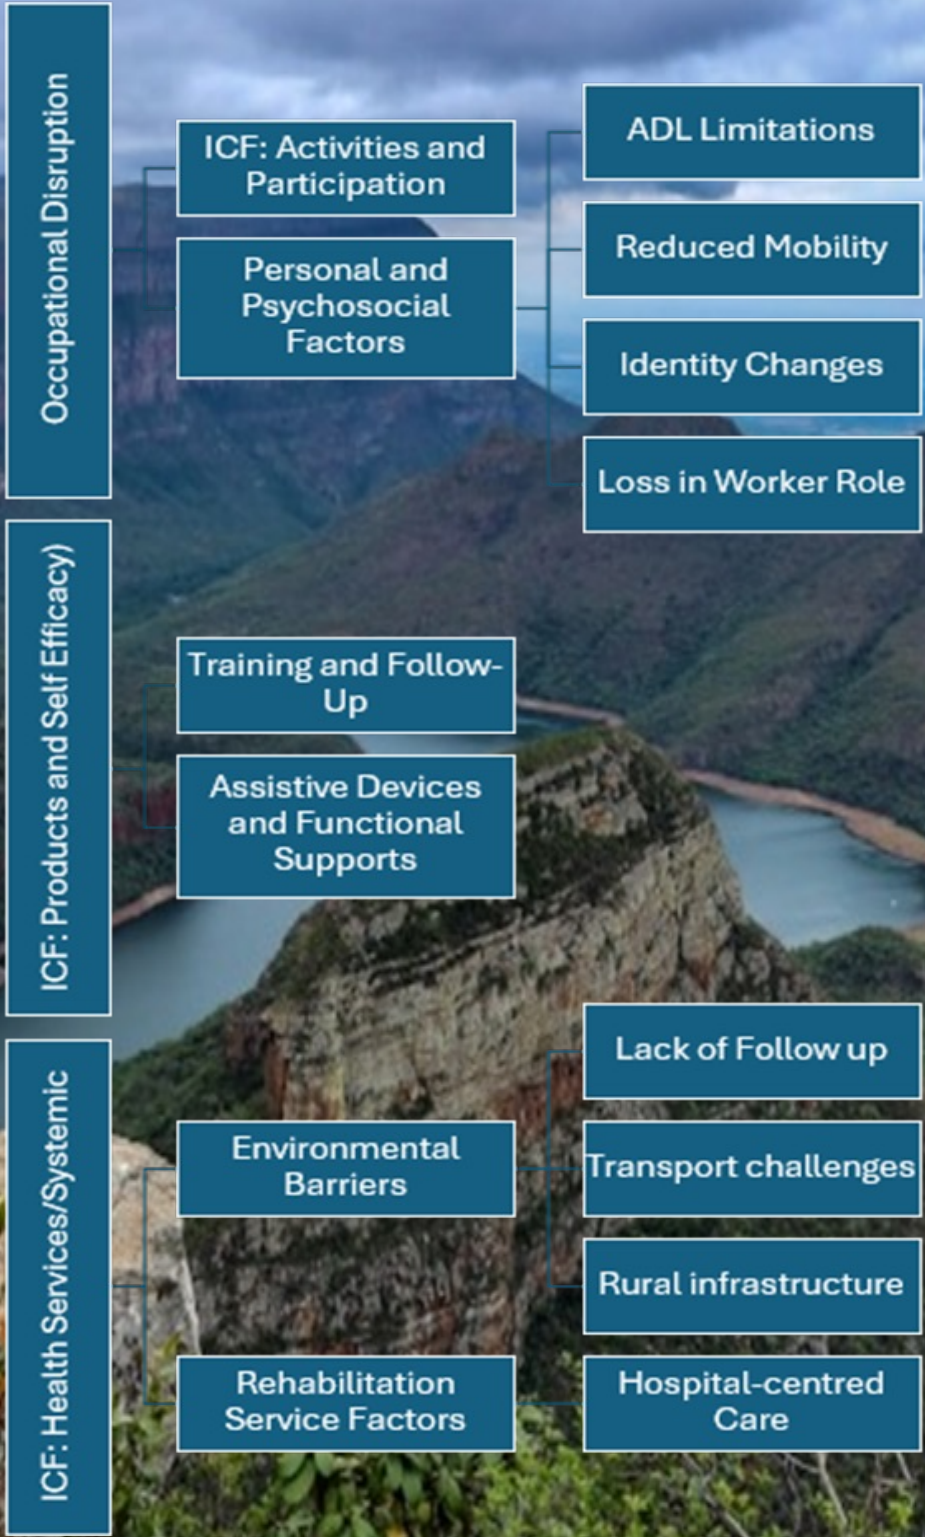 Occupational Disruption
ICF: Activities and
Participation
Personal and
Psychosocial
Factors
ADL Limitations
Reduced Mobility
Identity Changes
Loss in Worker Role
ICF: Products and Self Efficacy)
Training and Follow-
Up
Assistive Devices
and Functional
Supports
ICF: Health Services/Systemic
Environmental
Barriers
Lack of Follow up
Transport challenges
Rural infrastructure
Rehabilitation
Service Factors
Hospital-centred
Care